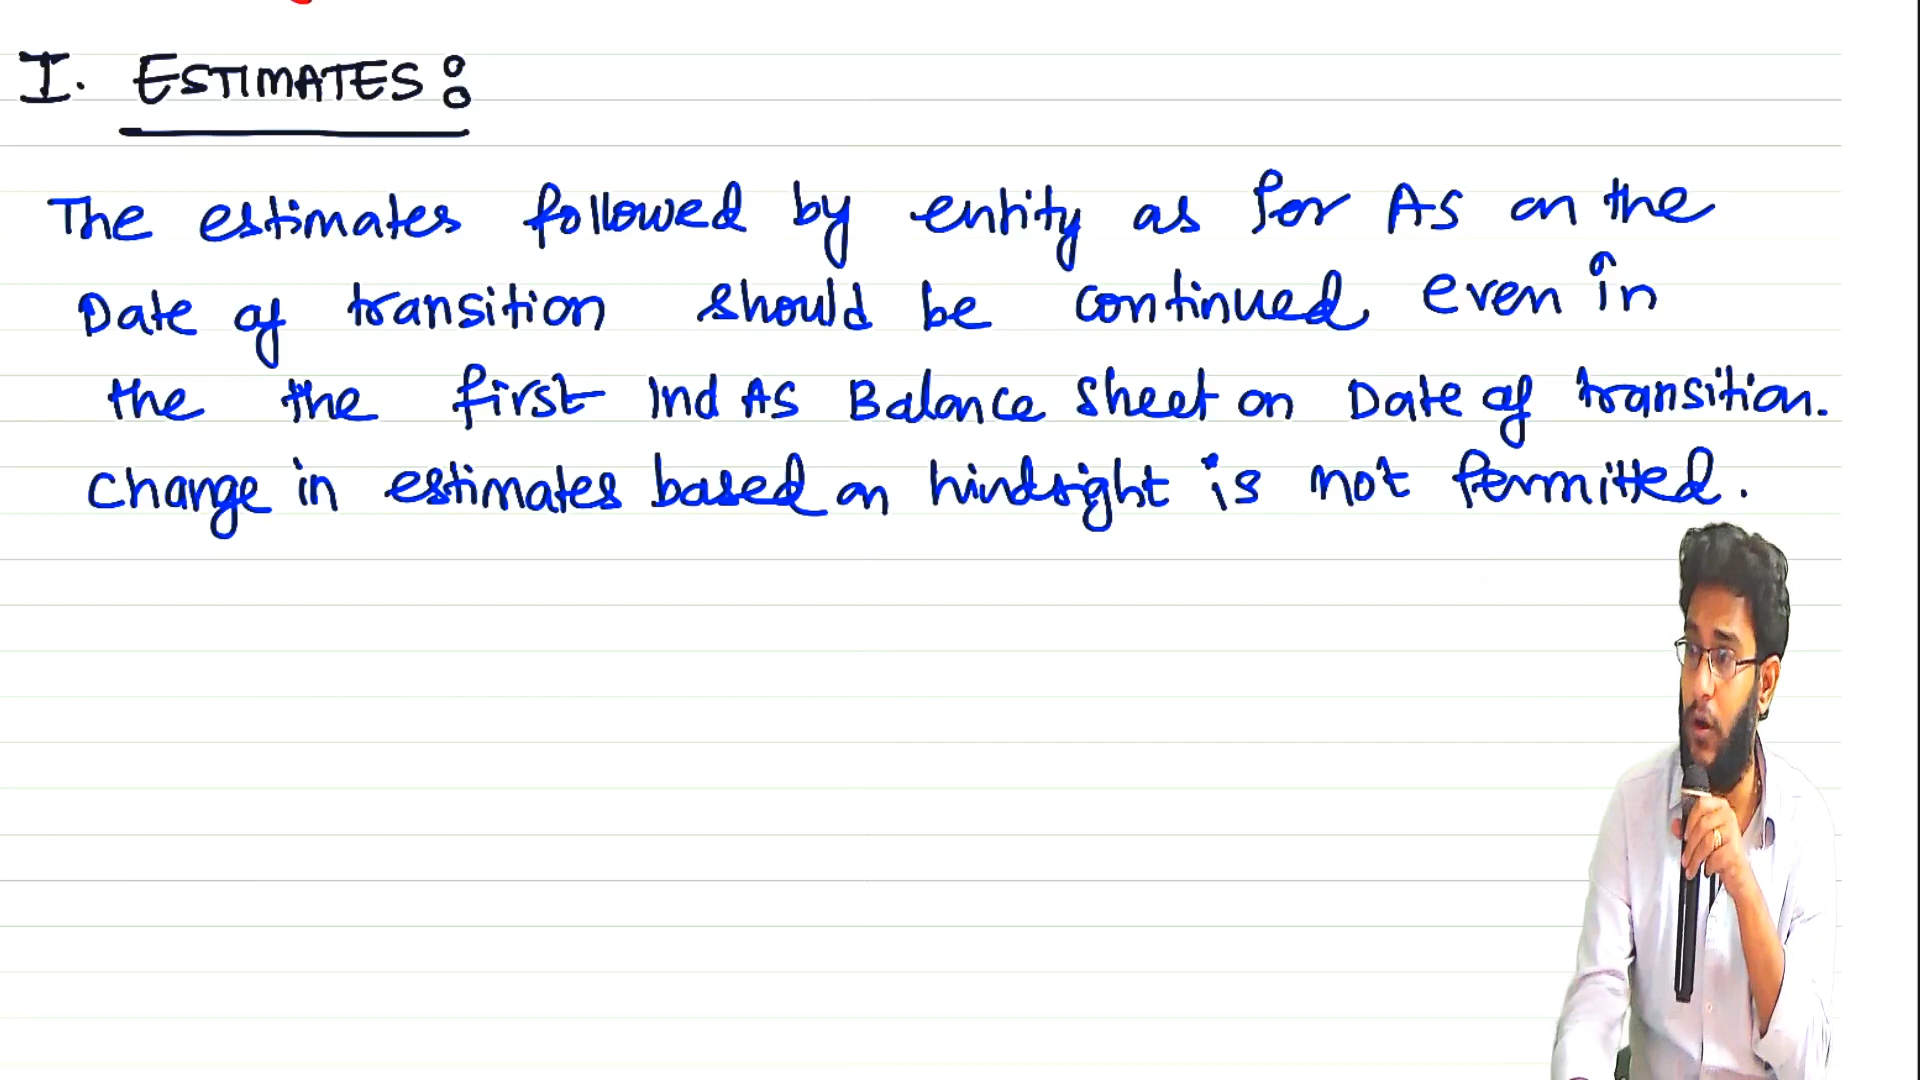 I. ESTIMATES:
The estimates followed by entity as per AS on the
Date of transition should be continued even in
the the first Ind AS Balance sheet on Date of transition.
Change in estimates based on hindsight is not permitted.